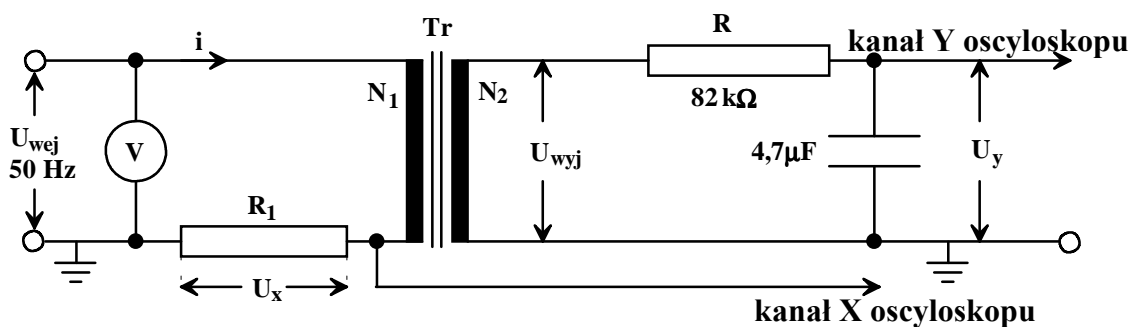 Tr
R
i
kanał Y oscyloskopu
N1
N2
82 kΩ
Uwej
50 Hz
V
Uwyj
4,7µF
Uy
R1
Ux
kanał X oscyloskopu